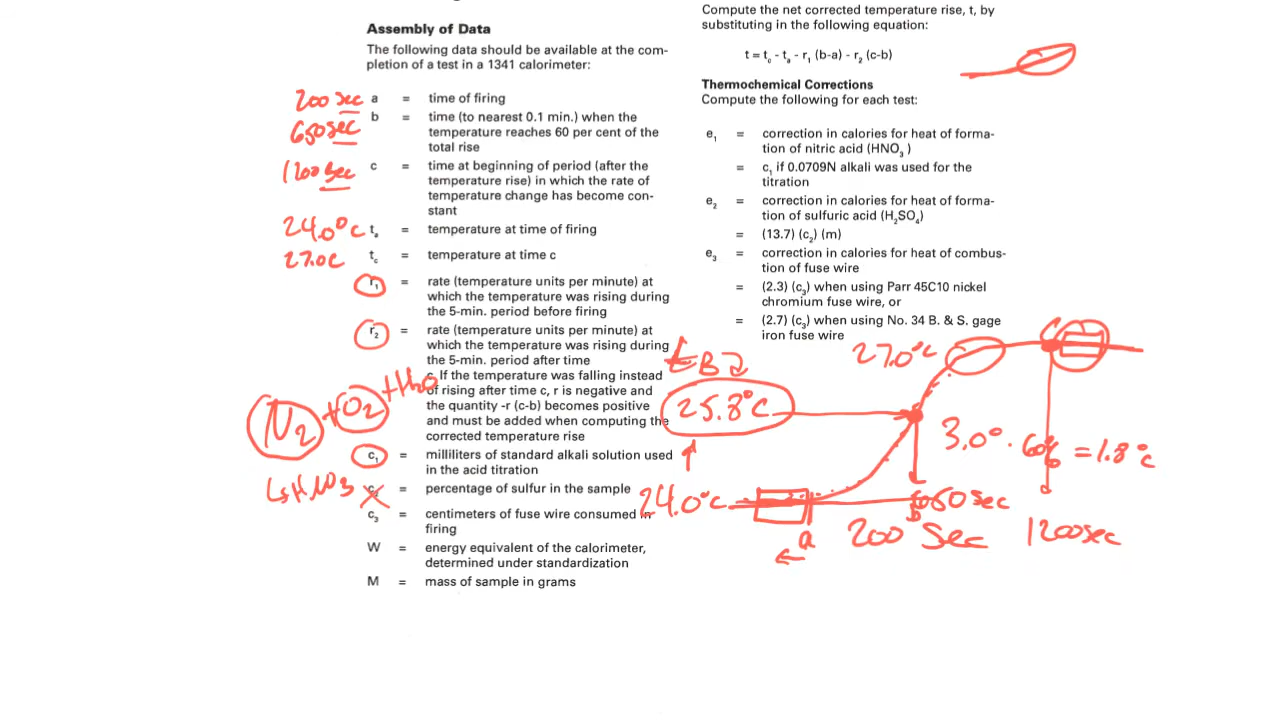 Assembly of Data
The following data should be available at the com-
pletion of a test in a 1341 calorimeter:
200 sec a = time of firing
650 sec b = time (to nearest 0.1 min.) when the
temperature reaches 60 per cent of the
total rise
1200 sec c = time at beginning of period (after the
temperature rise) in which the rate of
temperature change has become con-
stant
24.0°C tₐ = temperature at time of firing
27.0C t꜀ = temperature at time c
r₁ = rate (temperature units per minute) at
which the temperature was rising during
the 5-min. period before firing
r₂ = rate (temperature units per minute) at
which the temperature was rising during
the 5-min. period after time
c. If the temperature was falling instead
of rising after time c, r is negative and
the quantity -r (c-b) becomes positive
and must be added when computing the
corrected temperature rise
N₂ + O₂ + H₂O
c₁ = milliliters of standard alkali solution used
in the acid titration
↳ HNO3
= percentage of sulfur in the sample
c₃ = centimeters of fuse wire consumed in
firing
W = energy equivalent of the calorimeter,
determined under standardization
M = mass of sample in grams
Compute the net corrected temperature rise, t, by
substituting in the following equation:
t = t꜀ - tₐ - r₁ (b-a) - r₂ (c-b)
Thermochemical Corrections
Compute the following for each test:
e₁ = correction in calories for heat of forma-
tion of nitric acid (HNO₃ )
= c₁ if 0.0709N alkali was used for the
titration
e₂ = correction in calories for heat of forma-
tion of sulfuric acid (H₂SO₄)
= (13.7) (c₂) (m)
e₃ = correction in calories for heat of combus-
tion of fuse wire
= (2.3) (c₃) when using Parr 45C10 nickel
chromium fuse wire, or
= (2.7) (c₃) when using No. 34 B. & S. gage
iron fuse wire
27.0°C
C
25.8°C
3.0° · 60% = 1.8°C
24.0°C
650 sec
b
a
200 Sec
1200sec